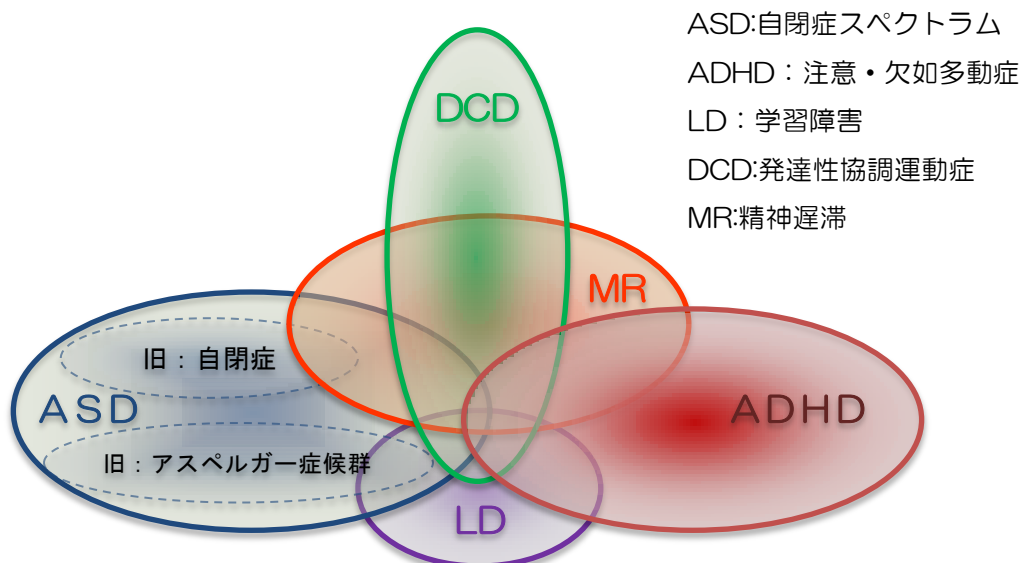 ASD:自閉症スペクトラム
ADHD：注意・欠如多動症
LD：学習障害
DCD:発達性協調運動症
MR:精神遅滞
DCD
MR
旧：自閉症
ASD
ADHD
旧：アスペルガー症候群
LD